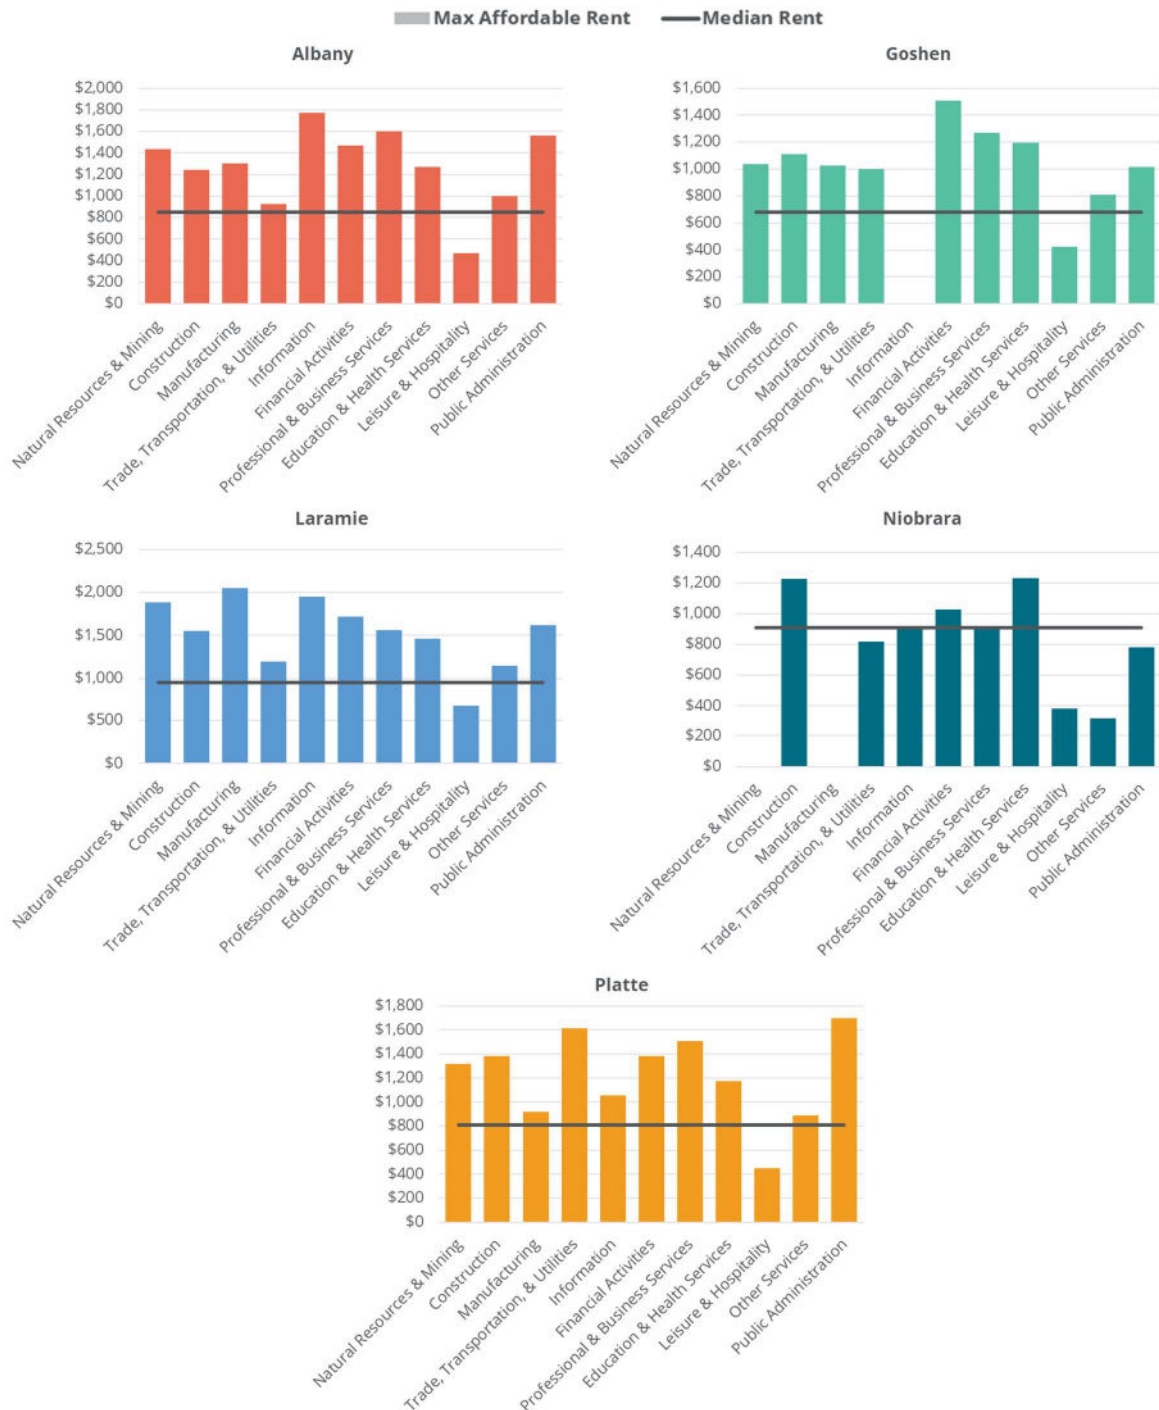 Max Affordable Rent
Median Rent
Albany
$2,000
$1,800
$1,600
$1,400
$1,200
$1,000
$800
$600
$400
$200
$0
Natural Resources & Mining
Construction
Manufacturing
Trade, Transportation, & Utilities
Information
Financial Activities
Professional & Business Services
Education & Health Services
Leisure & Hospitality
Other Services
Public Administration
Goshen
$1,600
$1,400
$1,200
$1,000
$800
$600
$400
$200
$0
Natural Resources & Mining
Construction
Manufacturing
Trade, Transportation, & Utilities
Information
Financial Activities
Professional & Business Services
Education & Health Services
Leisure & Hospitality
Other Services
Public Administration
Laramie
$2,500
$2,000
$1,500
$1,000
$500
$0
Natural Resources & Mining
Construction
Manufacturing
Trade, Transportation, & Utilities
Information
Financial Activities
Professional & Business Services
Education & Health Services
Leisure & Hospitality
Other Services
Public Administration
Niobrara
$1,400
$1,200
$1,000
$800
$600
$400
$200
$0
Natural Resources & Mining
Construction
Manufacturing
Trade, Transportation, & Utilities
Information
Financial Activities
Professional & Business Services
Education & Health Services
Leisure & Hospitality
Other Services
Public Administration
Platte
$1,800
$1,600
$1,400
$1,200
$1,000
$800
$600
$400
$200
$0
Natural Resources & Mining
Construction
Manufacturing
Trade, Transportation, & Utilities
Information
Financial Activities
Professional & Business Services
Education & Health Services
Leisure & Hospitality
Other Services
Public Administration